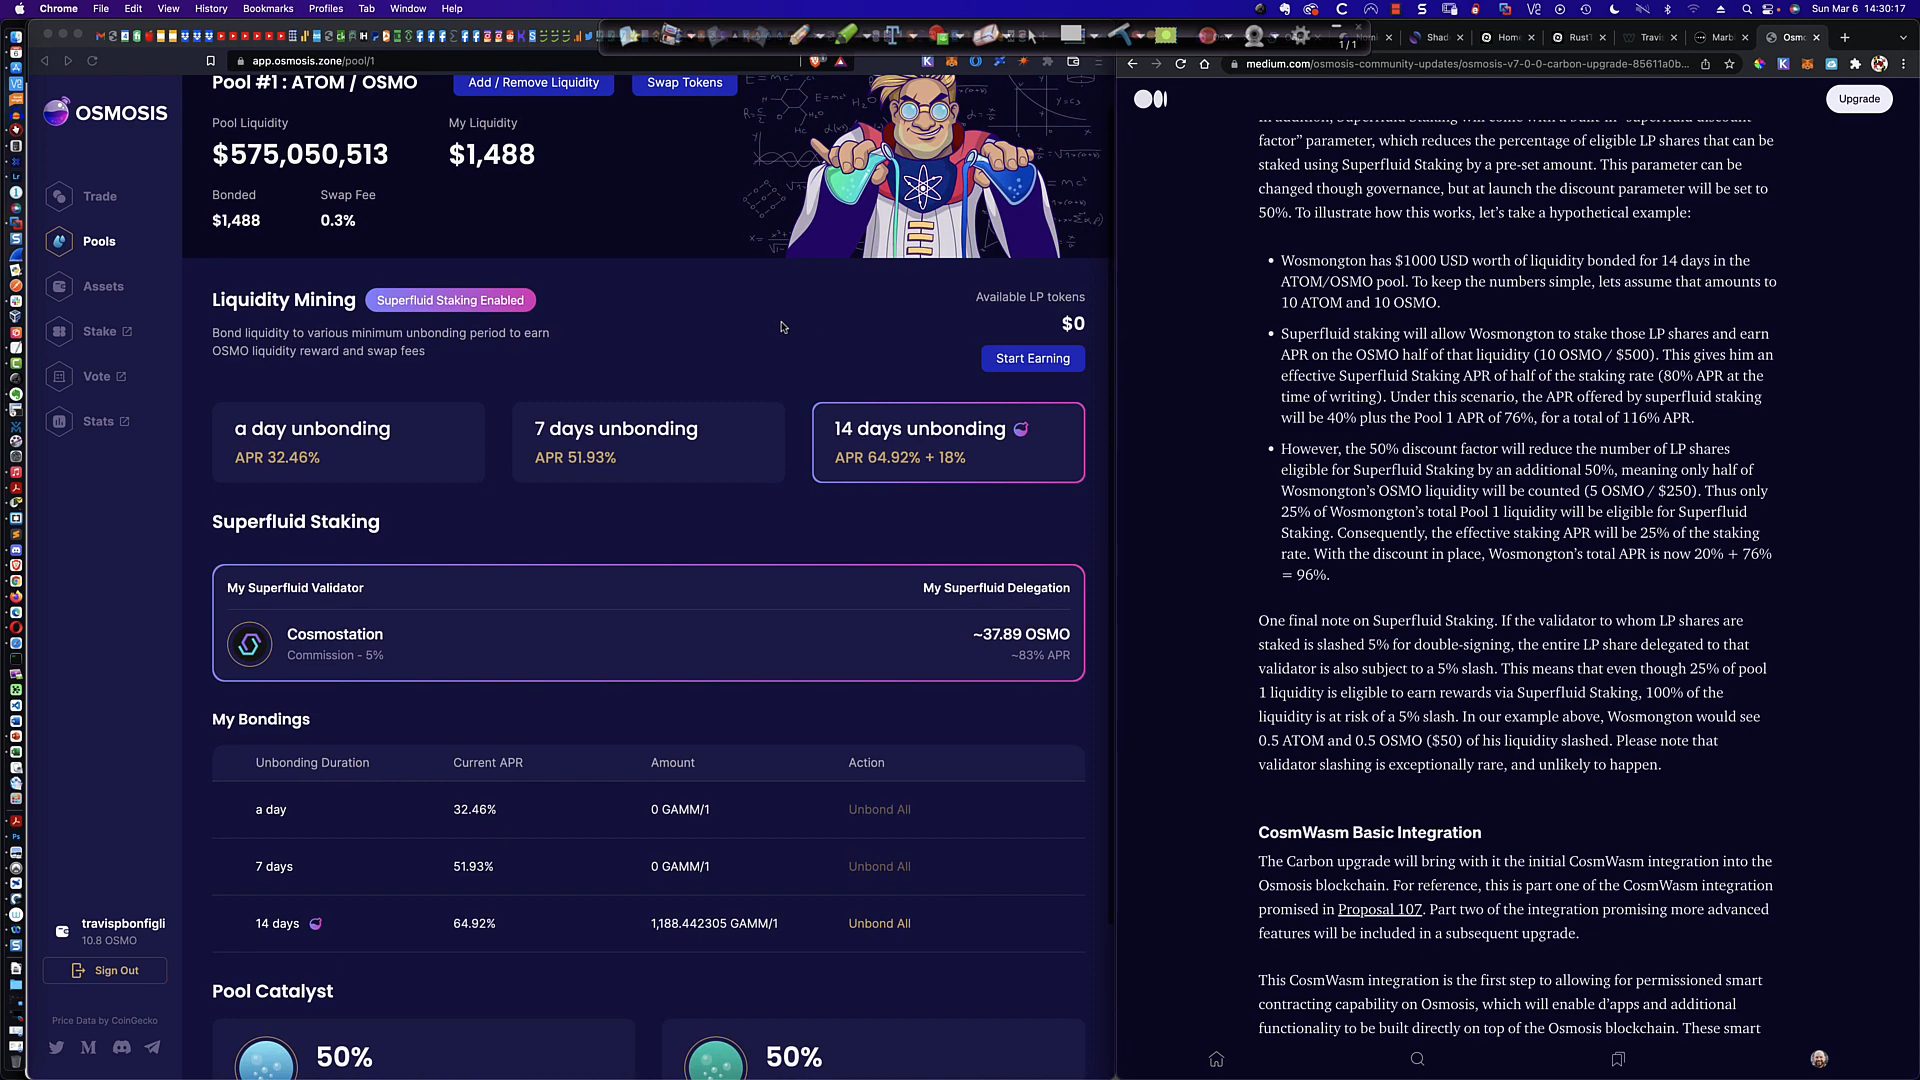 Chrome File Edit View History Bookmarks Profiles Tab Window Help
Sun Mar 6 14:30:17
1/1
Shade
Home
RustT
Travis
Marb
Osmo
app.osmosis.zone/pool/1
medium.com/osmosis-community-updates/osmosis-v7-0-0-carbon-upgrade-85611a0b...
OSMOSIS
Trade
Pools
Assets
Stake
Vote
Stats
travispbonfigli
10.8 OSMO
Sign Out
Price Data by CoinGecko
Pool #1 : ATOM / OSMO
Add / Remove Liquidity
Swap Tokens
Pool Liquidity
My Liquidity
$575,050,513
$1,488
Bonded
Swap Fee
$1,488
0.3%
Liquidity Mining
Superfluid Staking Enabled
Bond liquidity to various minimum unbonding period to earn
OSMO liquidity reward and swap fees
Available LP tokens
$0
Start Earning
a day unbonding
APR 32.46%
7 days unbonding
APR 51.93%
14 days unbonding
APR 64.92% + 18%
Superfluid Staking
My Superfluid Validator
My Superfluid Delegation
Cosmostation
Commission - 5%
~37.89 OSMO
~83% APR
My Bondings
Unbonding Duration Current APR Amount Action
a day 32.46% 0 GAMM/1 Unbond All
7 days 51.93% 0 GAMM/1 Unbond All
14 days 64.92% 1,188.442305 GAMM/1 Unbond All
Pool Catalyst
50%
50%
Upgrade
In addition, Superfluid Staking will come with a built-in "superfluid discount
factor” parameter, which reduces the percentage of eligible LP shares that can be
staked using Superfluid Staking by a pre-set amount. This parameter can be
changed though governance, but at launch the discount parameter will be set to
50%. To illustrate how this works, let’s take a hypothetical example:
• Wosmongton has $1000 USD worth of liquidity bonded for 14 days in the
ATOM/OSMO pool. To keep the numbers simple, lets assume that amounts to
10 ATOM and 10 OSMO.
• Superfluid staking will allow Wosmongton to stake those LP shares and earn
APR on the OSMO half of that liquidity (10 OSMO / $500). This gives him an
effective Superfluid Staking APR of half of the staking rate (80% APR at the
time of writing). Under this scenario, the APR offered by superfluid staking
will be 40% plus the Pool 1 APR of 76%, for a total of 116% APR.
• However, the 50% discount factor will reduce the number of LP shares
eligible for Superfluid Staking by an additional 50%, meaning only half of
Wosmongton’s OSMO liquidity will be counted (5 OSMO / $250). Thus only
25% of Wosmongton’s total Pool 1 liquidity will be eligible for Superfluid
Staking. Consequently, the effective staking APR will be 25% of the staking
rate. With the discount in place, Wosmongton’s total APR is now 20% + 76%
= 96%.
One final note on Superfluid Staking. If the validator to whom LP shares are
staked is slashed 5% for double-signing, the entire LP share delegated to that
validator is also subject to a 5% slash. This means that even though 25% of pool
1 liquidity is eligible to earn rewards via Superfluid Staking, 100% of the
liquidity is at risk of a 5% slash. In our example above, Wosmongton would see
0.5 ATOM and 0.5 OSMO ($50) of his liquidity slashed. Please note that
validator slashing is exceptionally rare, and unlikely to happen.
CosmWasm Basic Integration
The Carbon upgrade will bring with it the initial CosmWasm integration into the
Osmosis blockchain. For reference, this is part one of the CosmWasm integration
promised in Proposal 107. Part two of the integration promising more advanced
features will be included in a subsequent upgrade.
This CosmWasm integration is the first step to allowing for permissioned smart
contracting capability on Osmosis, which will enable d’apps and additional
functionality to be built directly on top of the Osmosis blockchain. These smart